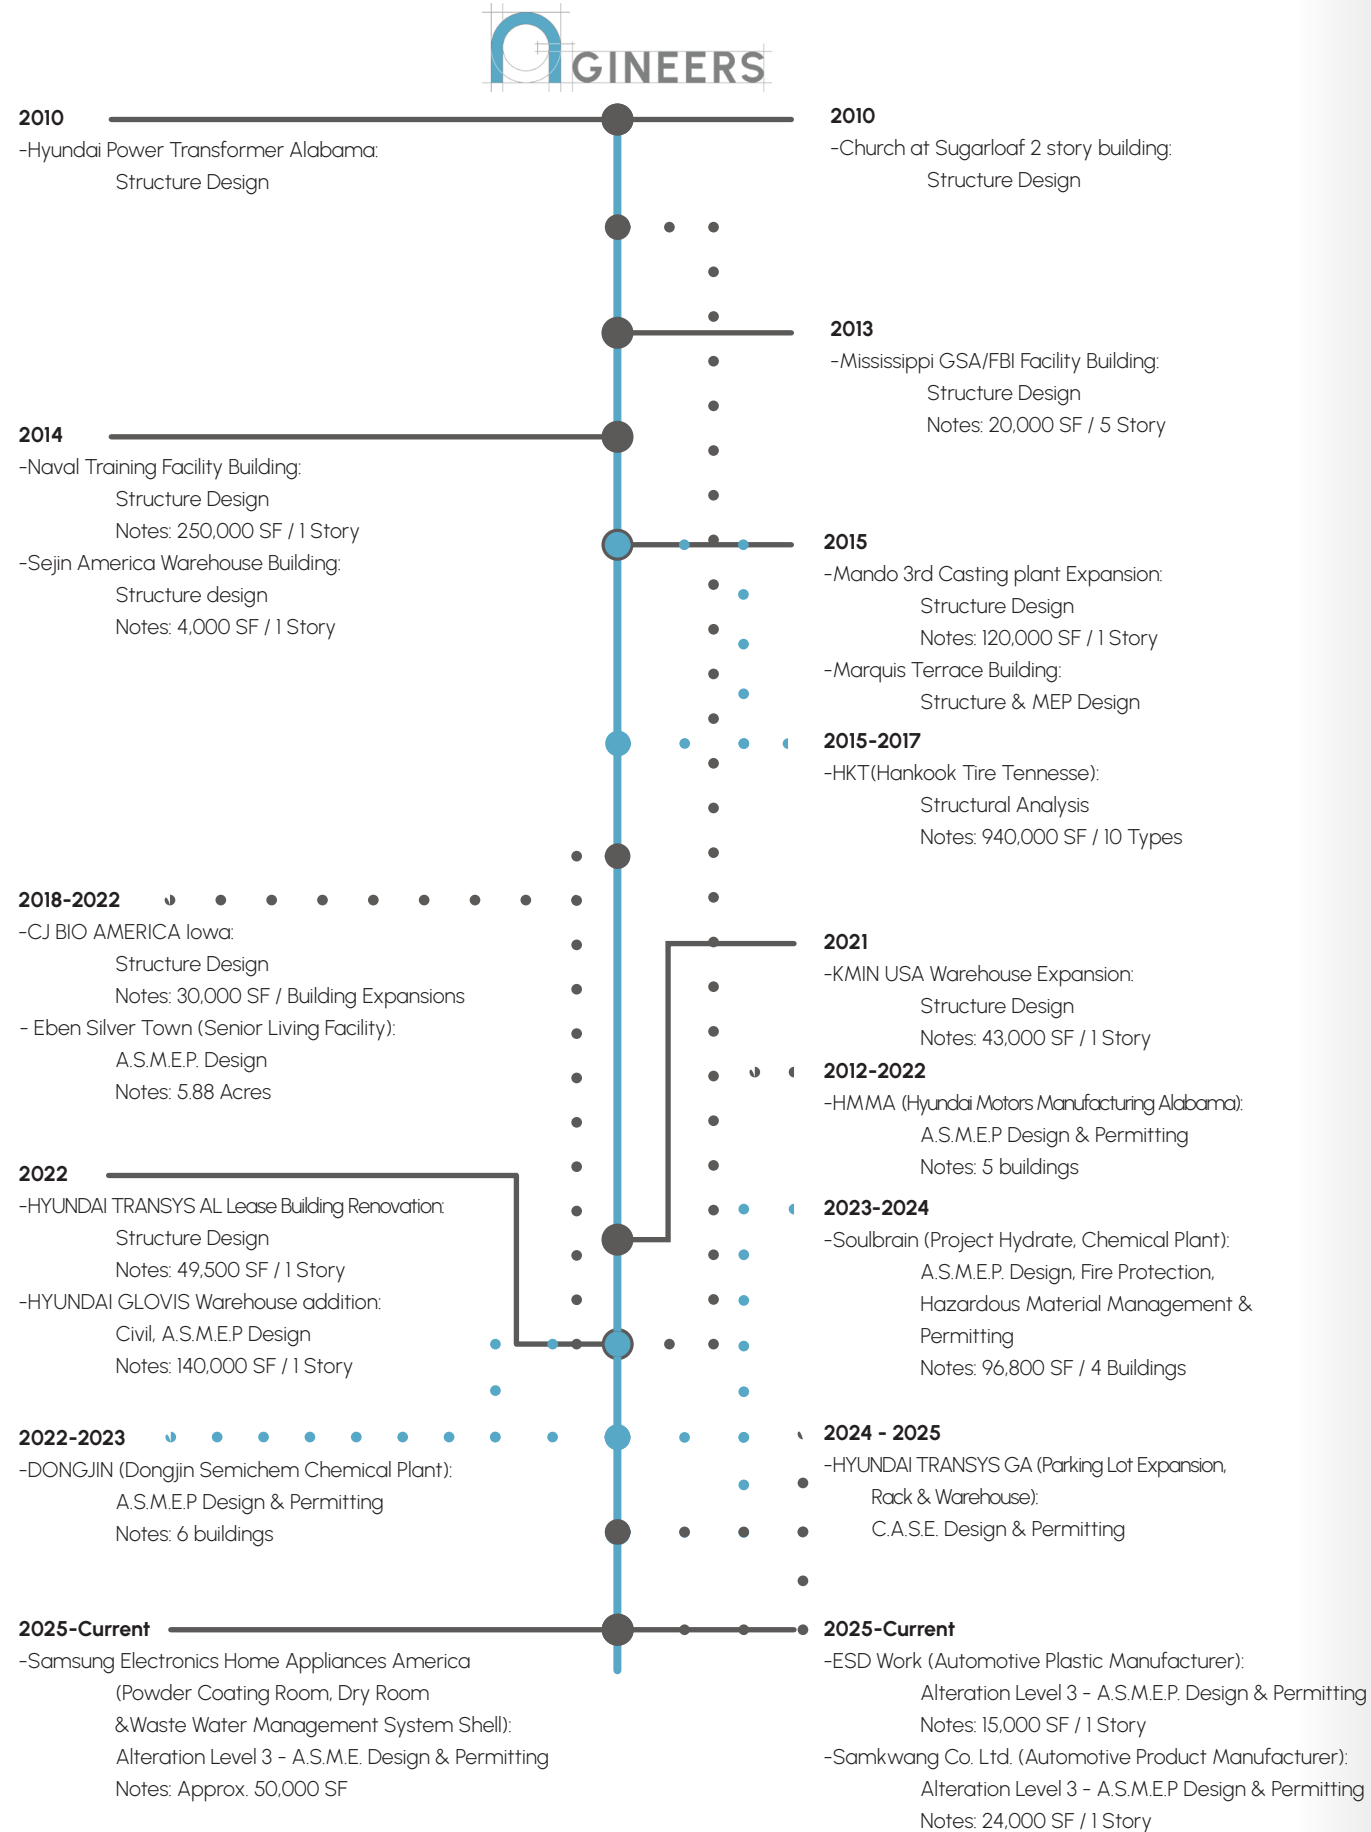 GINEERS
2010
-Hyundai Power Transformer Alabama:
Structure Design
2010
-Church at Sugarloaf 2 story building:
Structure Design
2013
-Mississippi GSA/FBI Facility Building:
Structure Design
Notes: 20,000 SF / 5 Story
2014
-Naval Training Facility Building:
Structure Design
Notes: 250,000 SF / 1 Story
-Sejin America Warehouse Building:
Structure design
Notes: 4,000 SF / 1 Story
2015
-Mando 3rd Casting plant Expansion:
Structure Design
Notes: 120,000 SF / 1 Story
-Marquis Terrace Building:
Structure & MEP Design
2015-2017
-HKT(Hankook Tire Tennesse):
Structural Analysis
Notes: 940,000 SF / 10 Types
2018-2022
-CJ BIO AMERICA Iowa:
Structure Design
Notes: 30,000 SF / Building Expansions
- Eben Silver Town (Senior Living Facility):
A.S.M.E.P. Design
Notes: 5.88 Acres
2021
-KMIN USA Warehouse Expansion:
Structure Design
Notes: 43,000 SF / 1 Story
2012-2022
-HMMA (Hyundai Motors Manufacturing Alabama):
A.S.M.E.P Design & Permitting
Notes: 5 buildings
2022
-HYUNDAI TRANSYS AL Lease Building Renovation:
Structure Design
Notes: 49,500 SF / 1 Story
-HYUNDAI GLOVIS Warehouse addition:
Civil, A.S.M.E.P Design
Notes: 140,000 SF / 1 Story
2023-2024
-Soulbrain (Project Hydrate, Chemical Plant):
A.S.M.E.P. Design, Fire Protection,
Hazardous Material Management &
Permitting
Notes: 96,800 SF / 4 Buildings
2022-2023
-DONGJIN (Dongjin Semichem Chemical Plant):
A.S.M.E.P Design & Permitting
Notes: 6 buildings
2024 - 2025
-HYUNDAI TRANSYS GA (Parking Lot Expansion,
Rack & Warehouse):
C.A.S.E. Design & Permitting
2025-Current
-Samsung Electronics Home Appliances America
(Powder Coating Room, Dry Room
&Waste Water Management System Shell):
Alteration Level 3 - A.S.M.E. Design & Permitting
Notes: Approx. 50,000 SF
2025-Current
-ESD Work (Automotive Plastic Manufacturer):
Alteration Level 3 - A.S.M.E.P. Design & Permitting
Notes: 15,000 SF / 1 Story
-Samkwang Co. Ltd. (Automotive Product Manufacturer):
Alteration Level 3 - A.S.M.E.P Design & Permitting
Notes: 24,000 SF / 1 Story